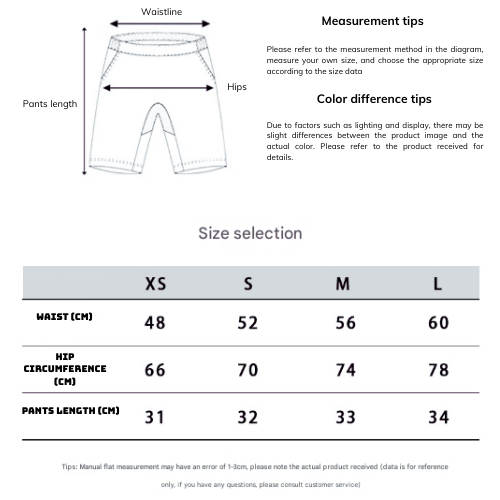 Waistline
Hips
Pants length
Measurement tips
Please refer to the measurement method in the diagram,
measure your own size, and choose the appropriate size
according to the size data
Color difference tips
Due to factors such as lighting and display, there may be
slight differences between the product image and the
actual color. Please refer to the product received for
details.
Size selection
XS S M L
WAIST (CM) 48 52 56 60
HIP
CIRCUMFERENCE
(CM)
66 70 74 78
PANTS LENGTH (CM) 31 32 33 34
Tips: Manual flat measurement may have an error of 1-3cm, please note the actual product received (data is for reference
only, if you have any questions, please consult customer service)